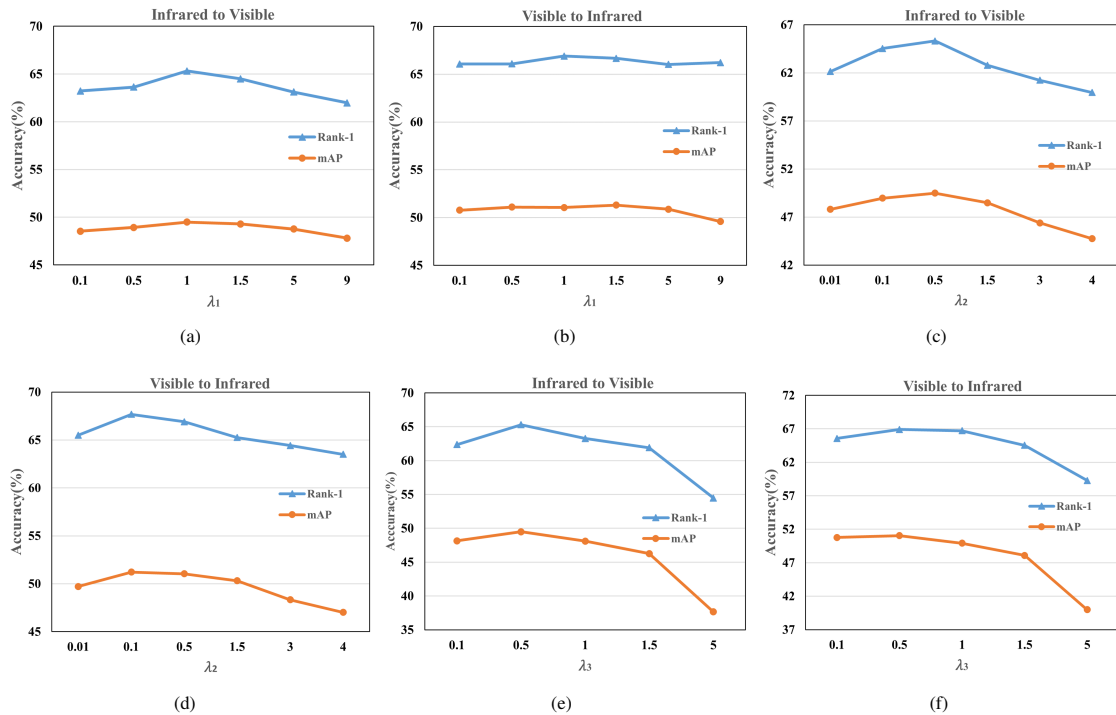 Infrared to Visible
70
65
60
55
50
45
Accuracy(%)
Rank-1
mAP
0.1 0.5 1 1.5 5 9
λ1
(a)
Visible to Infrared
70
65
60
55
50
45
Accuracy(%)
Rank-1
mAP
0.1 0.5 1 1.5 5 9
λ1
(b)
Infrared to Visible
67
62
57
52
47
42
Accuracy(%)
Rank-1
mAP
0.01 0.1 0.5 1.5 3 4
λ2
(c)
Visible to Infrared
70
65
60
55
50
45
Accuracy(%)
Rank-1
mAP
0.01 0.1 0.5 1.5 3 4
λ2
(d)
Infrared to Visible
70
65
60
55
50
45
40
35
Acccuracy(%)
Rank-1
mAP
0.1 0.5 1 1.5 5
λ3
(e)
Visible to Infrared
72
67
62
57
52
47
42
37
Accuracy(%)
Rank-1
mAP
0.1 0.5 1 1.5 5
λ3
(f)